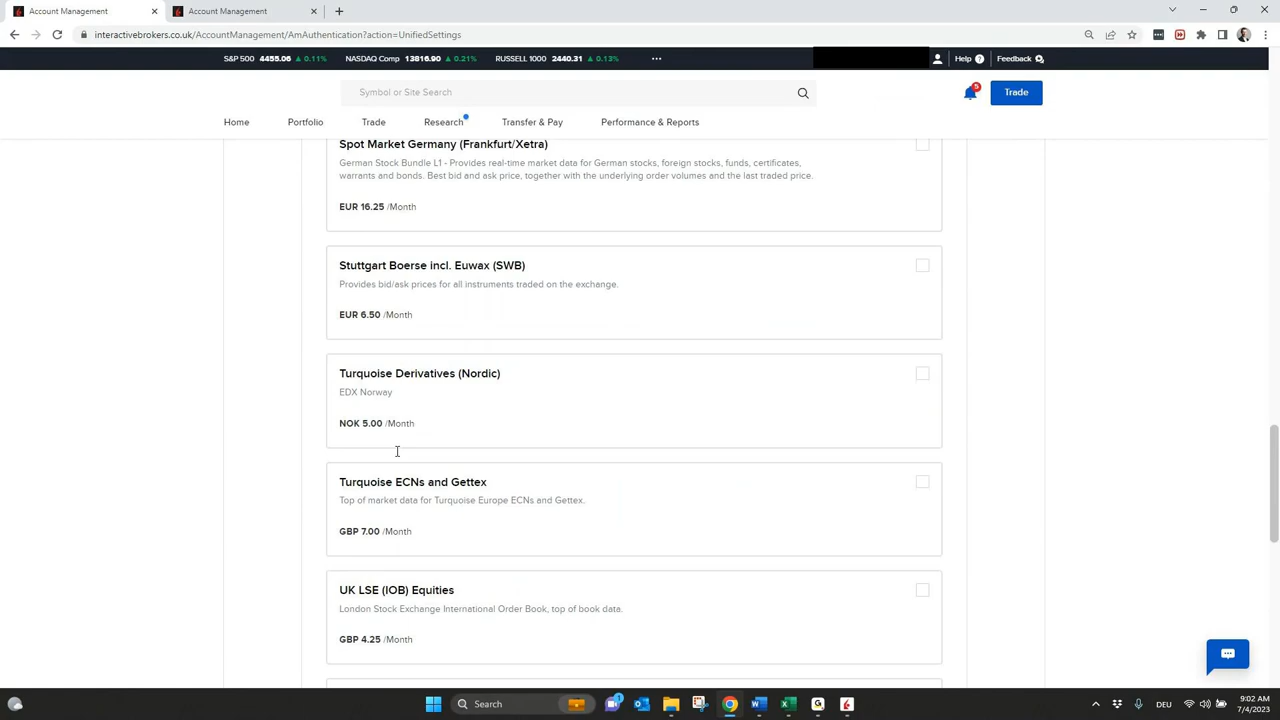 Account Management
Account Management
interactivebrokers.co.uk/AccountManagement/AmAuthentication?action=UnifiedSettings
S&P 500 4455.06 ▲ 0.11% NASDAQ Comp 13816.90 ▲ 0.21% RUSSELL 1000 2440.31 ▲ 0.13% ••• Help ? Feedback
Symbol or Site Search
5
Trade
Home Portfolio Trade Research Transfer & Pay Performance & Reports
Spot Market Germany (Frankfurt/Xetra)
German Stock Bundle L1 - Provides real-time market data for German stocks, foreign stocks, funds, certificates,
warrants and bonds. Best bid and ask price, together with the underlying order volumes and the last traded price.
EUR 16.25 /Month
Stuttgart Boerse incl. Euwax (SWB)
Provides bid/ask prices for all instruments traded on the exchange.
EUR 6.50 /Month
Turquoise Derivatives (Nordic)
EDX Norway
NOK 5.00 /Month
Turquoise ECNs and Gettex
Top of market data for Turquoise Europe ECNs and Gettex.
GBP 7.00 /Month
UK LSE (IOB) Equities
London Stock Exchange International Order Book, top of book data.
GBP 4.25 /Month
Search
1
DEU
9:02 AM
7/4/2023